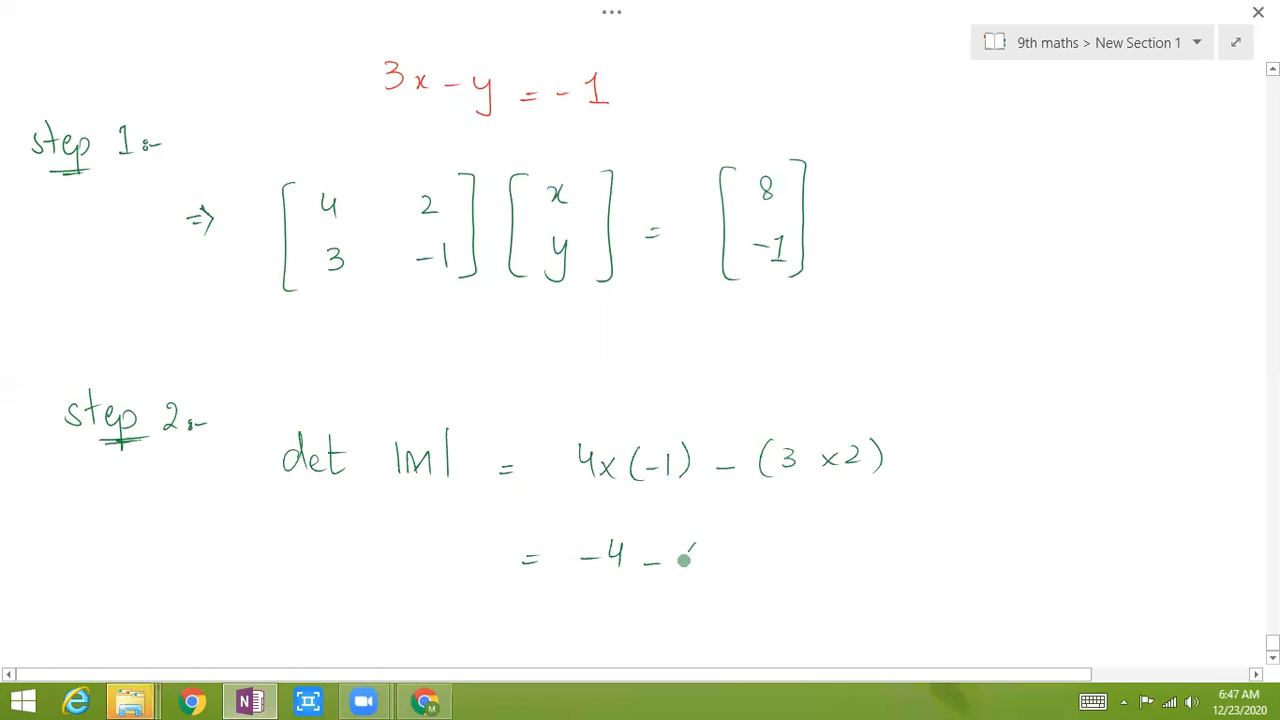 9th maths > New Section 1
3x - y = -1
step 1:-
⇒ [4 2
3 -1] [x
y] = [8
-1]
step 2:-
det |M| = 4x(-1) - (3 x2)
= -4 -
6:47 AM
12/23/2020